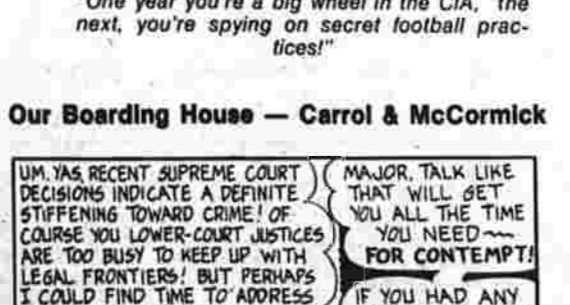 "One year you're a big wheel in the CIA, the
next, you're spying on secret football prac-
tices!"
Our Boarding House — Carrol & McCormick
UM, YAS, RECENT SUPREME COURT
DECISIONS INDICATE A DEFINITE
STIFFENING TOWARD CRIME! OF
COURSE YOU LOWER-COURT JUSTICES
ARE TOO BUSY TO KEEP UP WITH
LEGAL FRONTIERS! BUT PERHAPS
I COULD FIND TIME TO ADDRESS
MAJOR, TALK LIKE
THAT WILL GET
YOU ALL THE TIME
YOU NEED~~
FOR CONTEMPT!
IF YOU HAD ANY